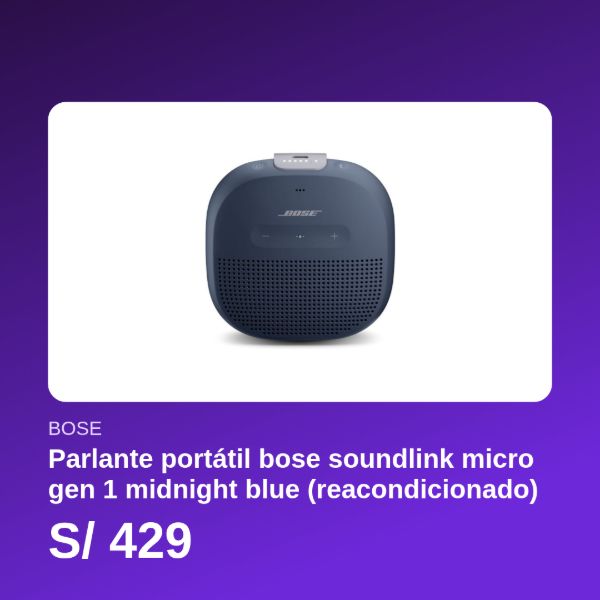 BOSE
BOSE
Parlante portátil bose soundlink micro
gen 1 midnight blue (reacondicionado)
S/ 429